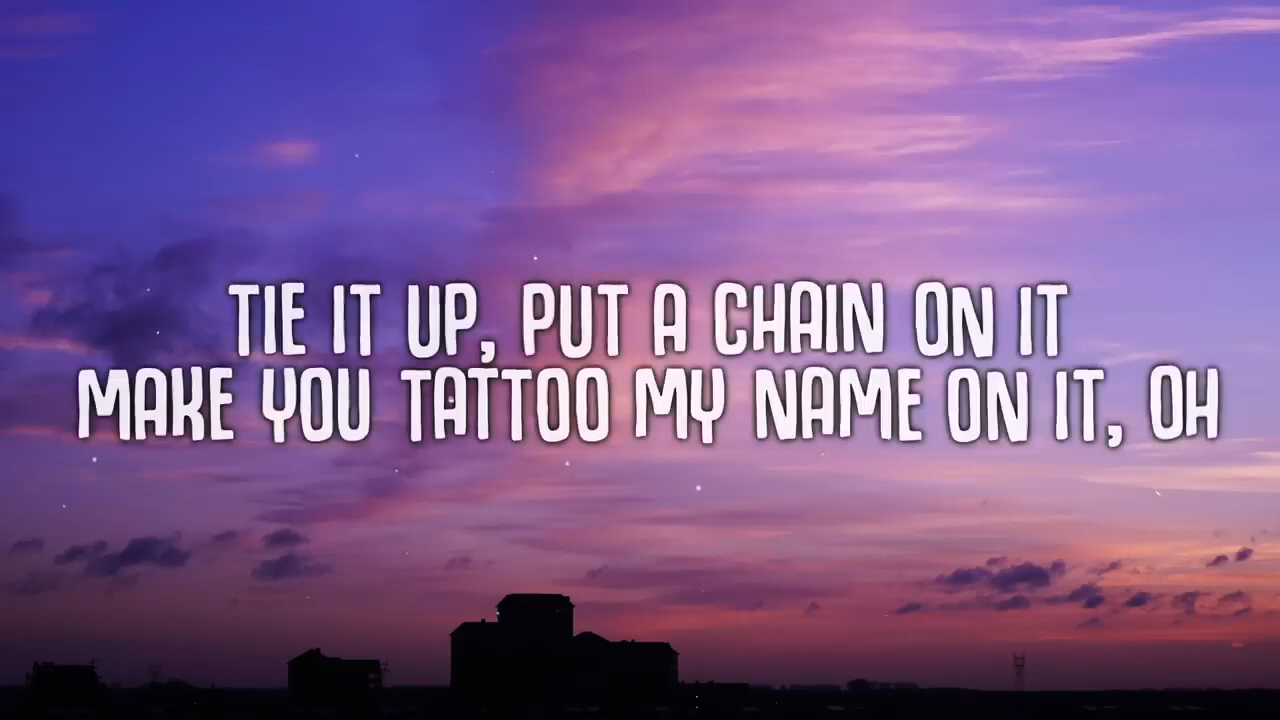 TIE IT UP, PUT A CHAIN ON IT
MAKE YOU TATTOO MY NAME ON IT, OH